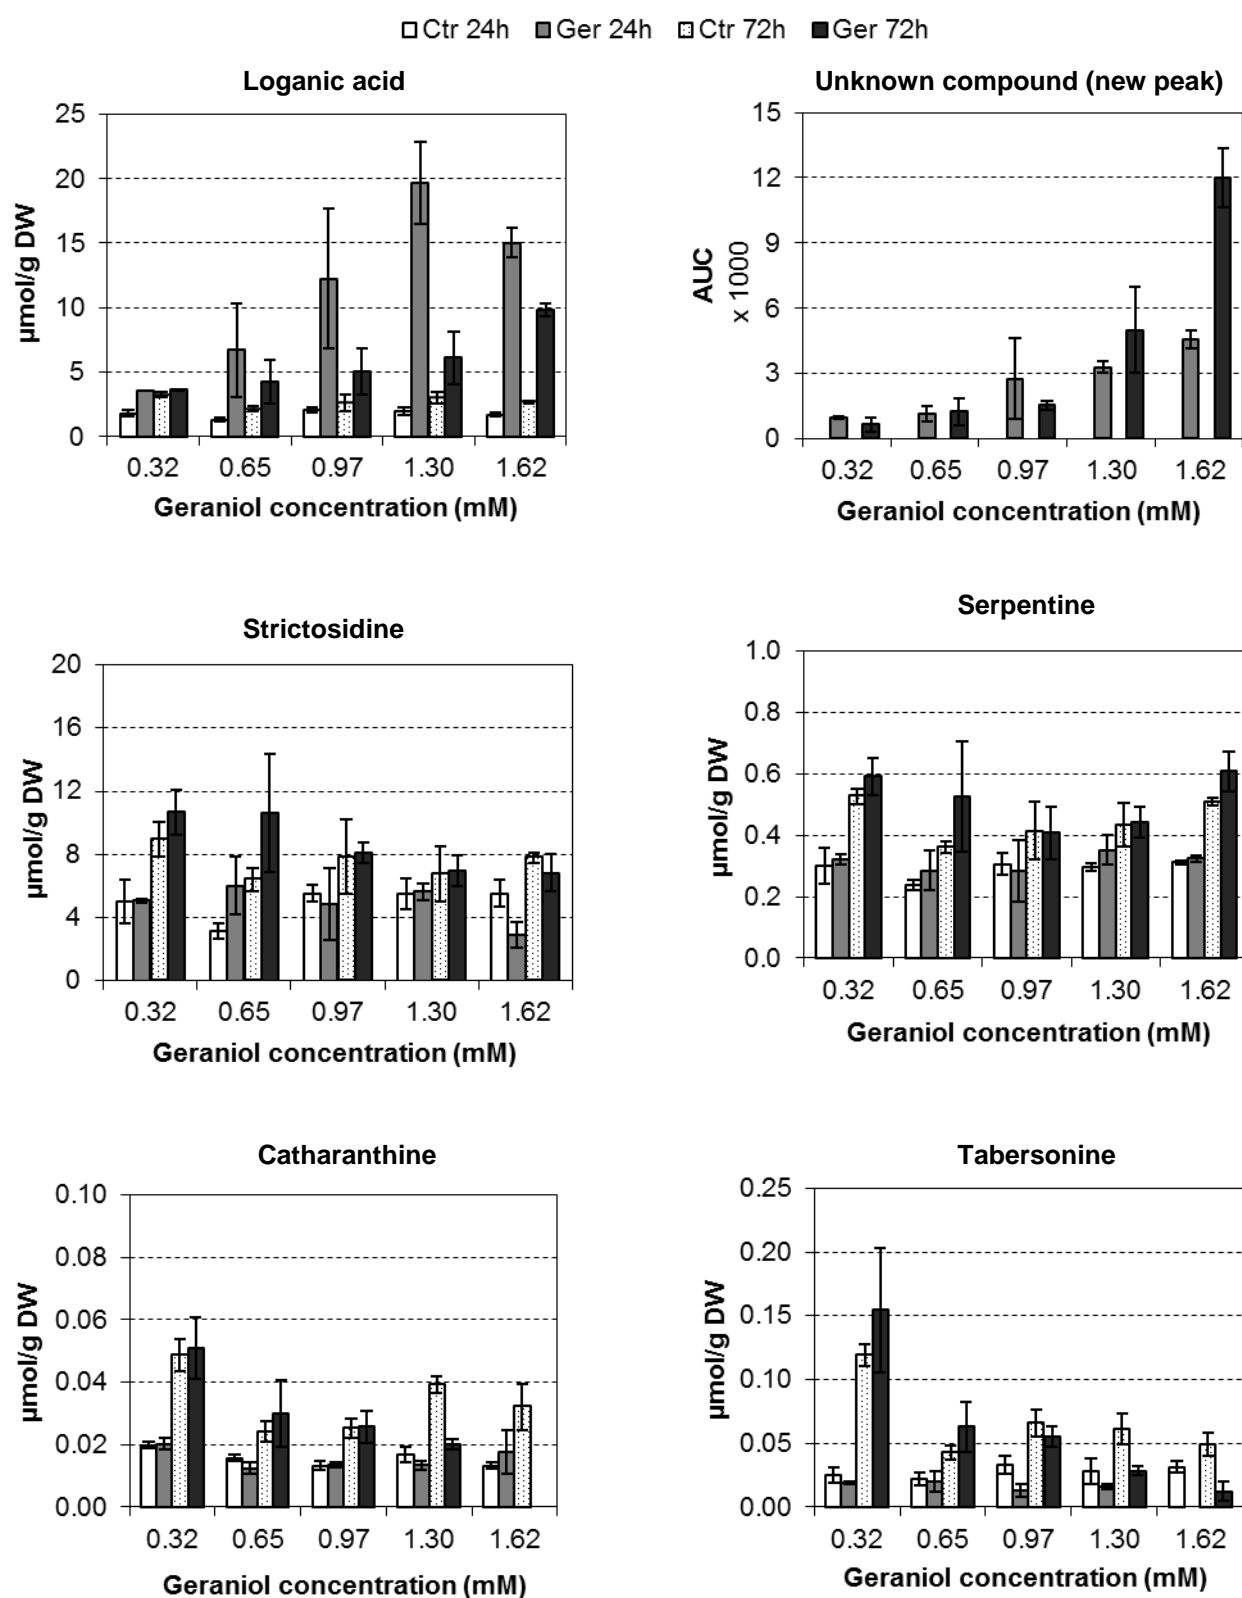 Ctr 24h Ger 24h Ctr 72h Ger 72h
Loganic acid
µmol/g DW
25
20
15
10
5
0
0.32 0.65 0.97 1.30 1.62
Geraniol concentration (mM)
Unknown compound (new peak)
AUC
x 1000
15
12
9
6
3
0
0.32 0.65 0.97 1.30 1.62
Geraniol concentration (mM)
Strictosidine
µmol/g DW
20
16
12
8
4
0
0.32 0.65 0.97 1.30 1.62
Geraniol concentration (mM)
Serpentine
µmol/g DW
1.0
0.8
0.6
0.4
0.2
0.0
0.32 0.65 0.97 1.30 1.62
Geraniol concentration (mM)
Catharanthine
µmol/g DW
0.10
0.08
0.06
0.04
0.02
0.00
0.32 0.65 0.97 1.30 1.62
Geraniol concentration (mM)
Tabersonine
µmol/g DW
0.25
0.20
0.15
0.10
0.05
0.00
0.32 0.65 0.97 1.30 1.62
Geraniol concentration (mM)